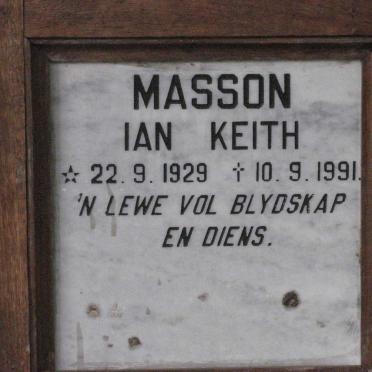 MASSON
IAN KEITH
☆ 22.9.1929 † 10.9.1991.
'N LEWE VOL BLYDSKAP
EN DIENS.